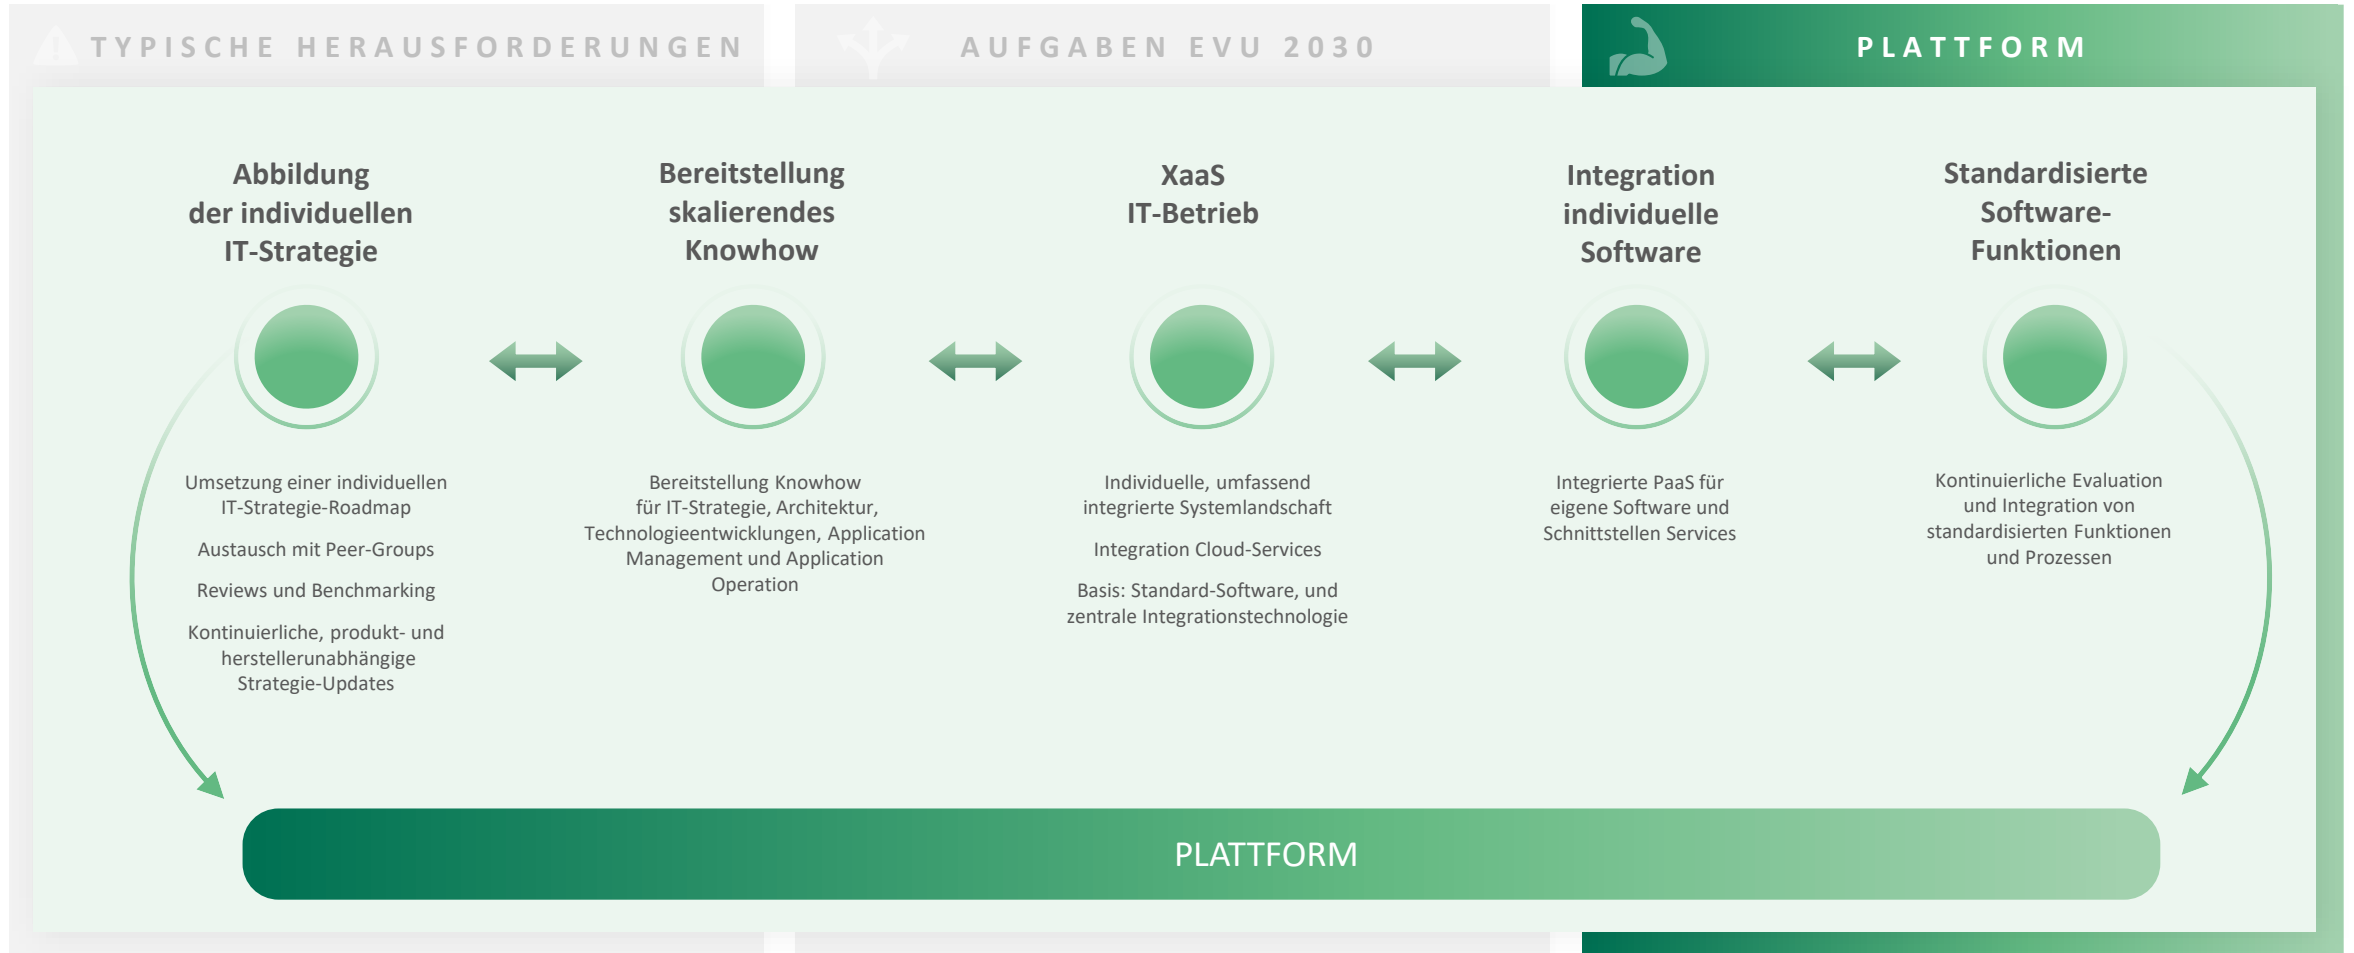 TYPISCHE HERAUSFORDERUNGEN
AUFGABEN EVU 2030
PLATTFORM
Abbildung
der individuellen
IT-Strategie
Bereitstellung
skalierendes
Knowhow
XaaS
IT-Betrieb
Integration
individuelle
Software
Standardisierte
Software-
Funktionen
Umsetzung einer individuellen
IT-Strategie-Roadmap
Austausch mit Peer-Groups
Reviews und Benchmarking
Kontinuierliche, produkt- und
herstellerunabhängige
Strategie-Updates
Bereitstellung Knowhow
für IT-Strategie, Architektur,
Technologieentwicklungen, Application
Management und Application
Operation
Individuelle, umfassend
integrierte Systemlandschaft
Integration Cloud-Services
Basis: Standard-Software, und
zentrale Integrationstechnologie
Integrierte PaaS für
eigene Software und
Schnittstellen Services
Kontinuierliche Evaluation
und Integration von
standardisierten Funktionen
und Prozessen
PLATTFORM